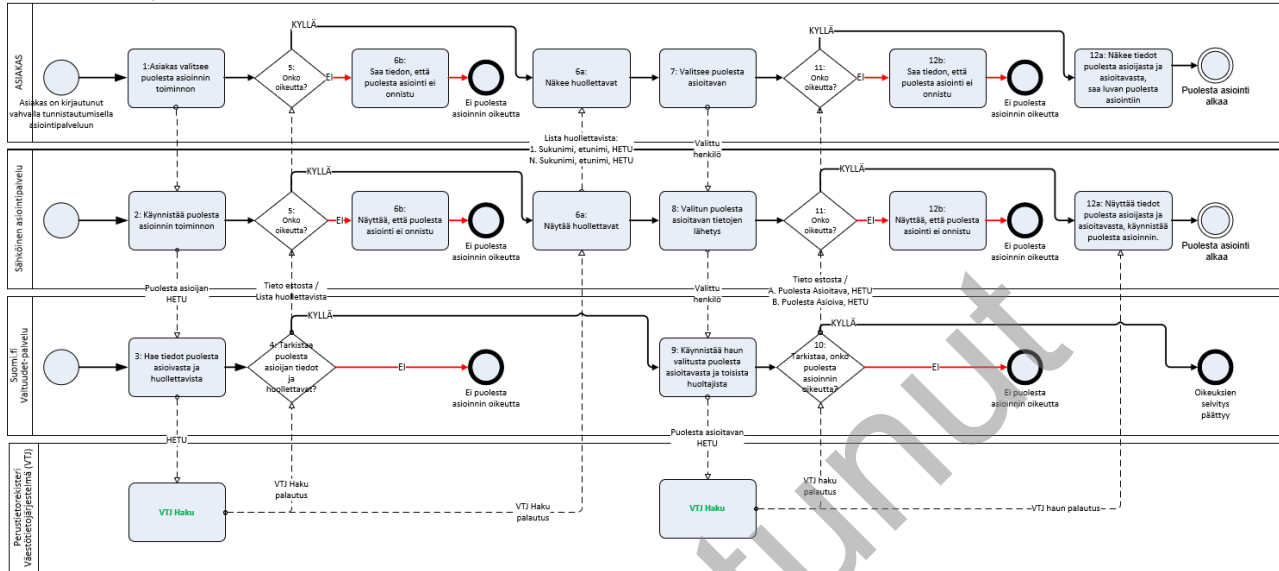 ASIAKAS
Asiakas on kirjautunut
vahvalla tunnistautumisella
asiointipalveluun
1:Asiakas valitsee
puolesta asioinnin
toiminnon
5:
Onko
oikeutta?
KYLLÄ
EI
6b:
Saa tiedon, että
puolesta asiointi ei
onnistu
Ei puolesta
asioinnin oikeutta
6a:
Näkee huollettavat
7: Valitsee puolesta
asioitavan
11:
Onko
oikeutta?
KYLLÄ
EI
12b:
Saa tiedon, että
puolesta asiointi ei
onnistu
Ei puolesta
asioinnin oikeutta
12a: Näkee tiedot
puolesta asioijasta ja
asioitavasta,
saa luvan puolesta
asiointiin
Puolesta asiointi
alkaa
Lista huollettavista:
1. Sukunimi, etunimi, HETU
N. Sukunimi, etunimi, HETU
Valittu
henkilö
Sähköinen asiointipalvelu
2: Käynnistää puolesta
asioinnin toiminnon
5:
Onko
oikeutta?
KYLLÄ
EI
6b:
Näyttää, että puolesta
asiointi ei onnistu
Ei puolesta
asioinnin oikeutta
6a:
Näytää huollettavat
8: Valitun puolesta
asioitavan tietojen
lähetys
11:
Onko
oikeutta?
KYLLÄ
EI
12b:
Näyttää, että puolesta
asiointi ei onnistu
Ei puolesta
asioinnin oikeutta
12a: Näyttää tiedot
puolesta asioijasta ja
asioitavasta, käynnistää
puolesta asioinnin.
Puolesta asiointi
alkaa
Puolesta asioijan
HETU
Tieto estosta /
Lista huollettavista
Valittu
henkilö
Tieto estosta /
A. Puolesta Asioitava, HETU
B. Puolesta Asioiva, HETU
Suomi.fi
Valtuudet-palvelu
3: Hae tiedot puolesta
asioivasta ja
huollettavista
4: Tarkistaa
puolesta
asioijan tiedot
ja
huollettavat?
KYLLÄ
EI
Ei puolesta
asioinnin oikeutta
9: Käynnistää haun
valitusta puolesta
asioitavasta ja toisista
huoltajista
10:
Tarkistaa, onko
puolesta
asioinnin
oikeutta?
KYLLÄ
EI
Ei puolesta
asioinnin oikeutta
Oikeuksien
selvitys
päättyy
HETU
Puolesta asioitavan
HETU
Perustietorekisteri
Väestötietojärjestelmä (VTJ)
VTJ Haku
VTJ Haku
palautus
VTJ Haku
palautus
VTJ Haku
VTJ haku
palautus
VTJ haun palautus